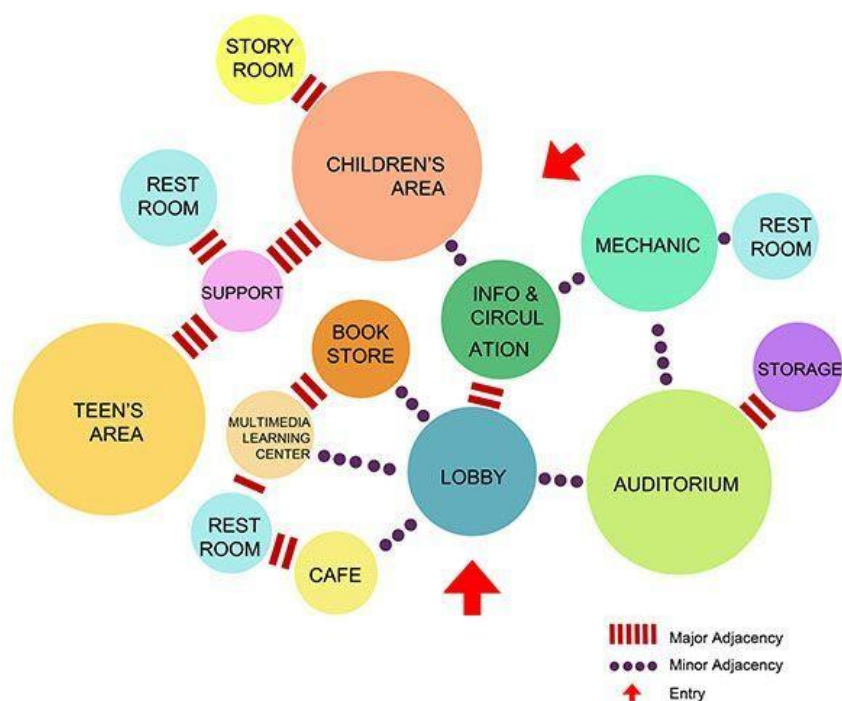 STORY
ROOM
CHILDREN'S
AREA
REST
ROOM
SUPPORT
MECHANIC
REST
ROOM
INFO &
CIRCUL
ATION
BOOK
STORE
STORAGE
TEEN'S
AREA
MULTIMEDIA
LEARNING
CENTER
LOBBY
AUDITORIUM
REST
ROOM
CAFE
Major Adjacency
Minor Adjacency
Entry